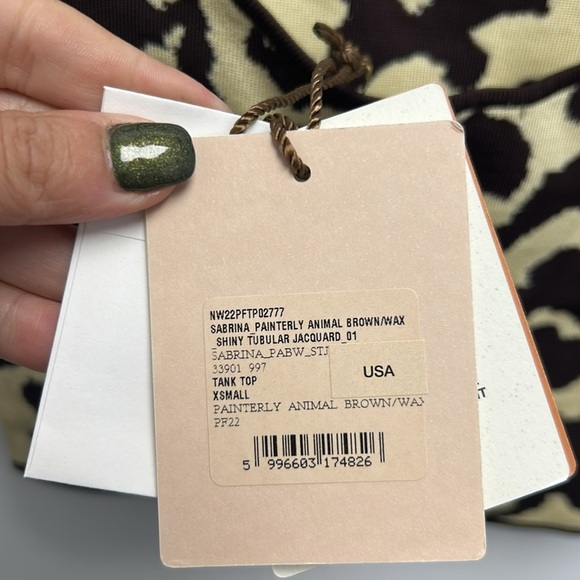 NW22PFTP02777
SABRINA_PAINTERLY ANIMAL BROWN/WAX
_SHINY TUBULAR JACQUARD_01
SABRINA_PABW_STJ
33901 997
USA
TANK TOP
XSMALL
PAINTERLY ANIMAL BROWN/WAX
PF22
5 996603 174826